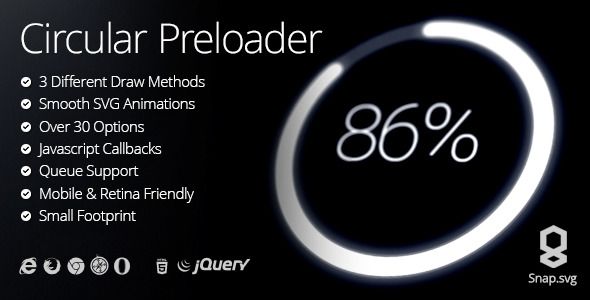 Circular Preloader
3 Different Draw Methods
Smooth SVG Animations
Over 30 Options
Javascript Callbacks
Queue Support
Mobile & Retina Friendly
Small Footprint
86%
5 jQuery
Snap.svg